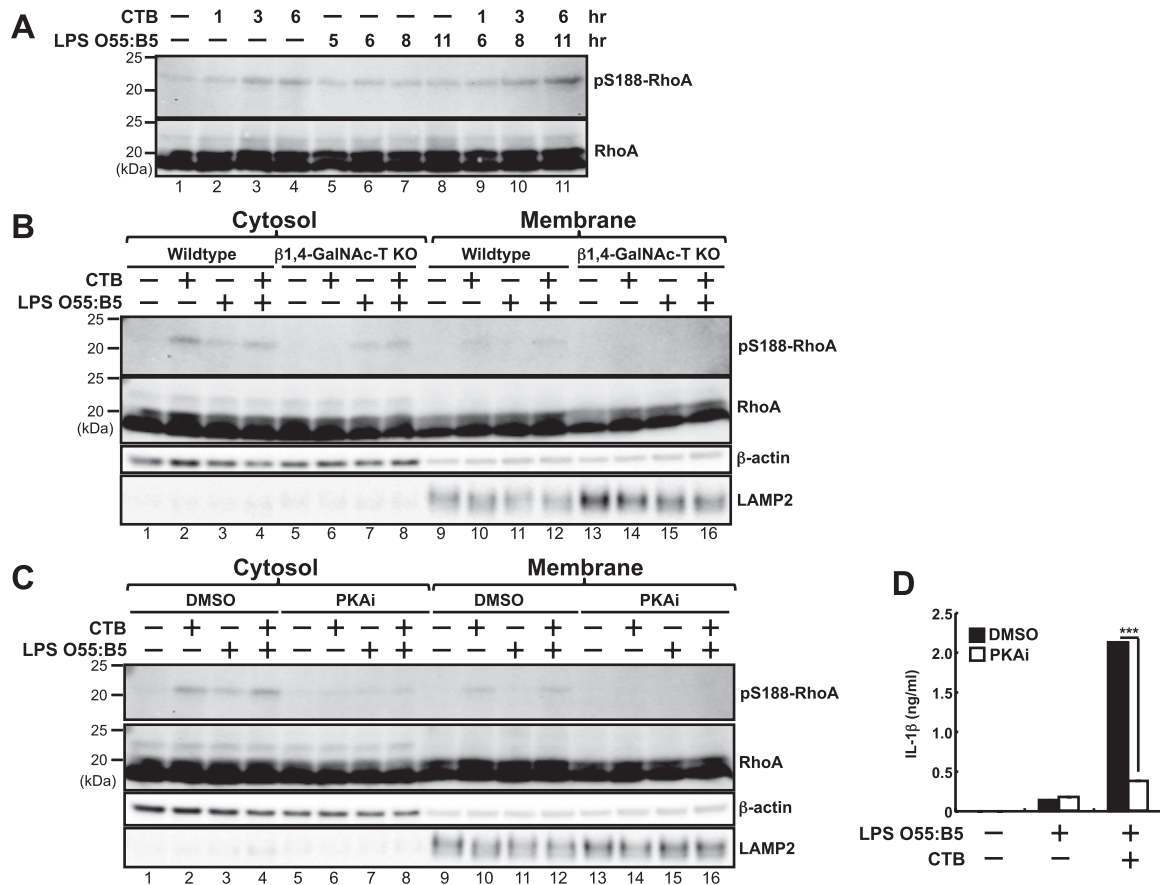 A
CTB — 1 3 6 — — — — 1 3 6 hr
LPS O55:B5 — — — — 5 6 8 11 6 8 11 hr
25
20
pS188-RhoA
25
20
(kDa)
RhoA
1 2 3 4 5 6 7 8 9 10 11
B
Cytosol Membrane
Wildtype β1,4-GalNAc-T KO Wildtype β1,4-GalNAc-T KO
CTB — + — + — + — + — + — + — + — +
LPS O55:B5 — — + + — — + + — — + + — — + +
25
20
pS188-RhoA
25
20
(kDa)
RhoA
β-actin
LAMP2
1 2 3 4 5 6 7 8 9 10 11 12 13 14 15 16
C
Cytosol Membrane
DMSO PKAi DMSO PKAi
CTB — + — + — + — + — + — + — + — +
LPS O55:B5 — — + + — — + + — — + + — — + +
25
20
pS188-RhoA
25
20
(kDa)
RhoA
β-actin
LAMP2
1 2 3 4 5 6 7 8 9 10 11 12 13 14 15 16
D
IL-1β (ng/ml)
2.5
2.0
1.5
1.0
0.5
0
DMSO
PKAi
***
LPS O55:B5 — + +
CTB — — +